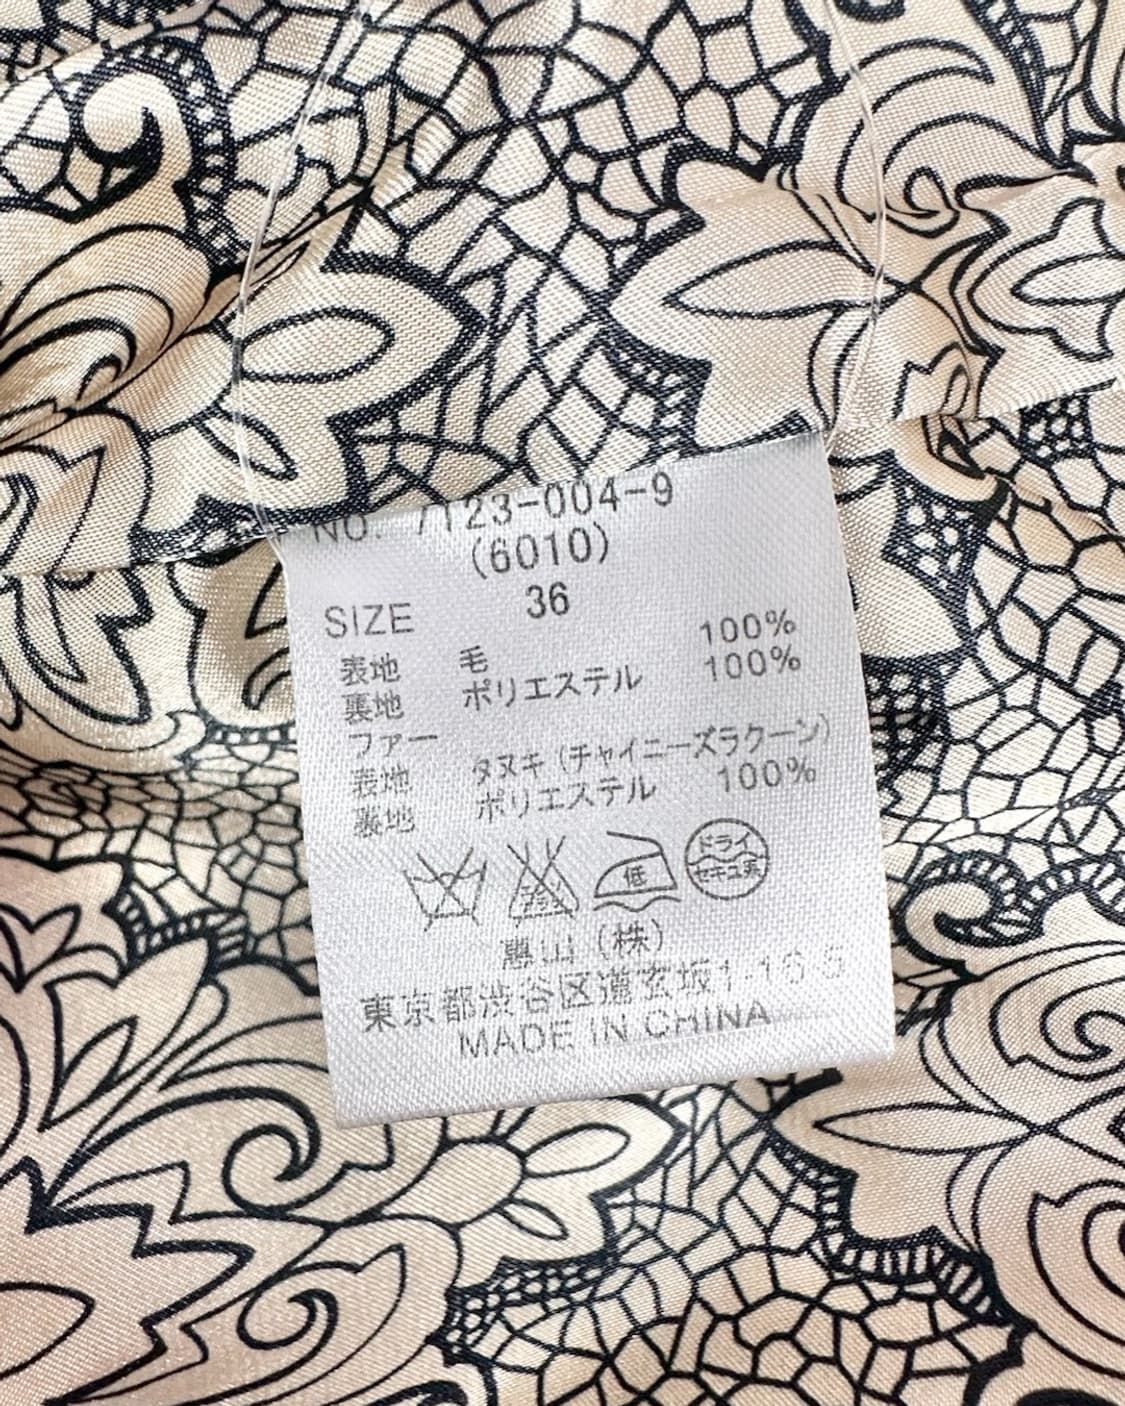 NO. 7123-004-9
(6010)
SIZE 36
表地 毛 100%
裏地 ポリエステル 100%
ファー
表地 タヌキ(チャイニーズラクーン)
裏地 ポリエステル 100%
低
ドライ
セキユ系
惠山(株)
東京都渋谷区道玄坂1-16-5
MADE IN CHINA